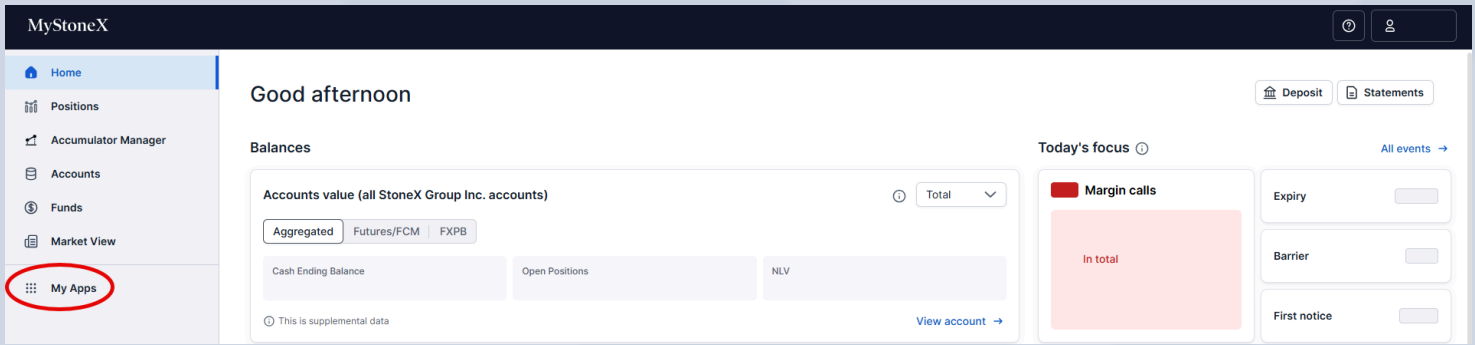 MyStoneX
Home
Positions
Accumulator Manager
Accounts
Funds
Market View
My Apps
Good afternoon
Deposit
Statements
Balances
Accounts value (all StoneX Group Inc. accounts)
Total
Aggregated
Futures/FCM
FXPB
Cash Ending Balance
Open Positions
NLV
This is supplemental data
View account →
Today's focus
All events →
Margin calls
In total
Expiry
Barrier
First notice